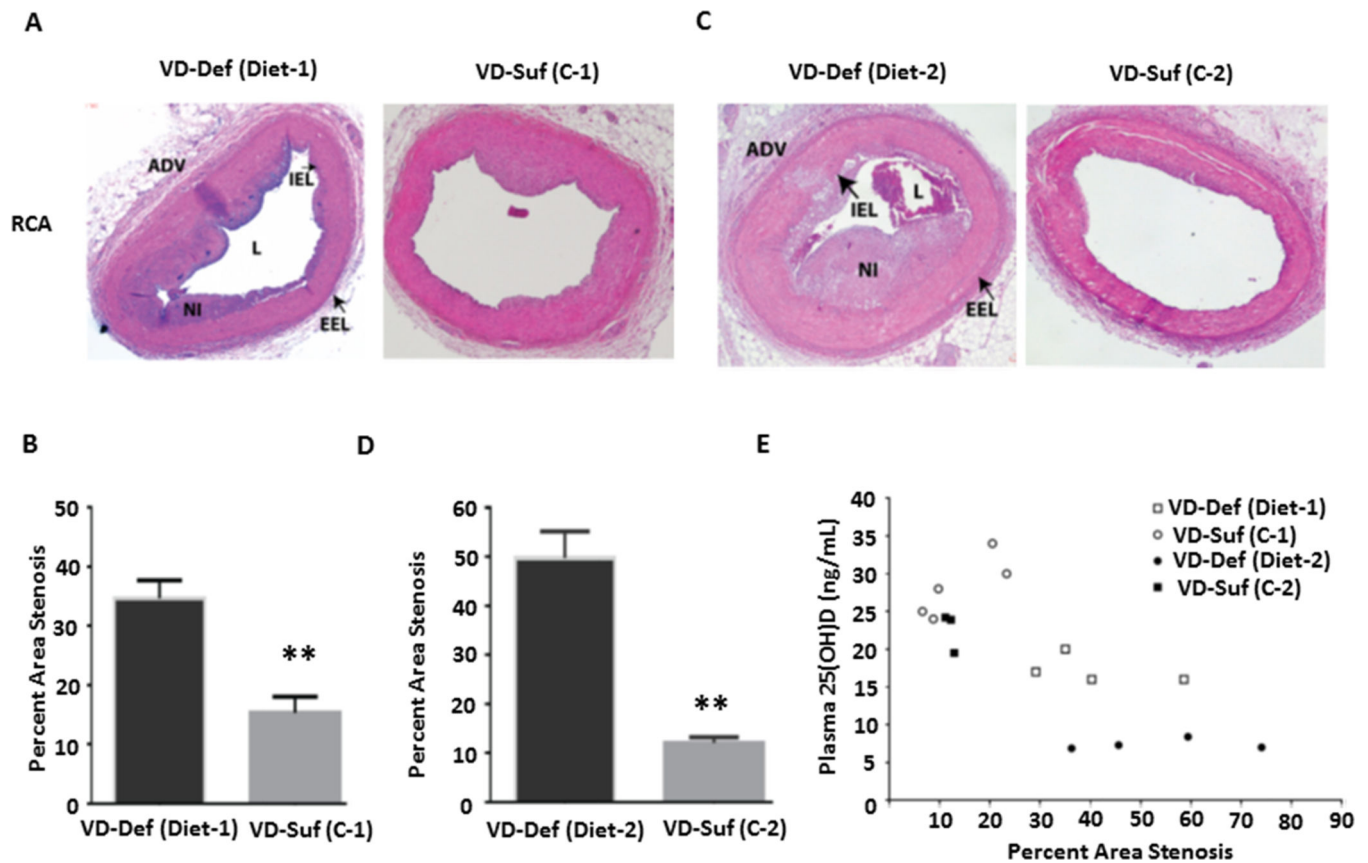 A
C
VD-Def (Diet-1)
VD-Suf (C-1)
VD-Def (Diet-2)
VD-Suf (C-2)
RCA
ADV
IEL
L
NI
EEL
ADV
IEL
L
NI
EEL
B
D
E
Percent Area Stenosis
50
40
30
20
10
0
VD-Def (Diet-1)
VD-Suf (C-1)
**
Percent Area Stenosis
60
50
40
30
20
10
0
VD-Def (Diet-2)
VD-Suf (C-2)
**
Plasma 25(OH)D (ng/mL)
40
35
30
25
20
15
10
5
0
10 20 30 40 50 60 70 80 90
Percent Area Stenosis
VD-Def (Diet-1)
VD-Suf (C-1)
VD-Def (Diet-2)
VD-Suf (C-2)